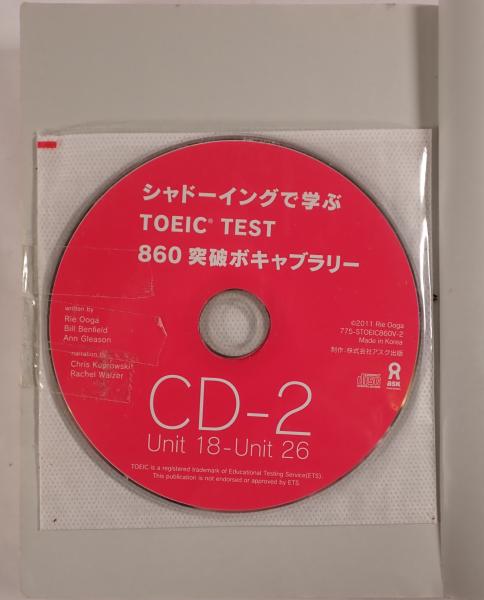 シャドーイングで学ぶ
TOEIC® TEST
860 突破ボキャブラリー
written by
Rie Ooga
Bill Benfield
Ann Gleason
narration by
Chris Koprowski
Rachel Walzer
©2011 Rie Ooga
775-STOEIC860V-2
Made in Korea
制作:株式会社アスク出版
CD-2
Unit 18-Unit 26
TOEIC is a registered trademark of Educational Testing Service(ETS).
This publication is not endorsed or approved by ETS.
ask